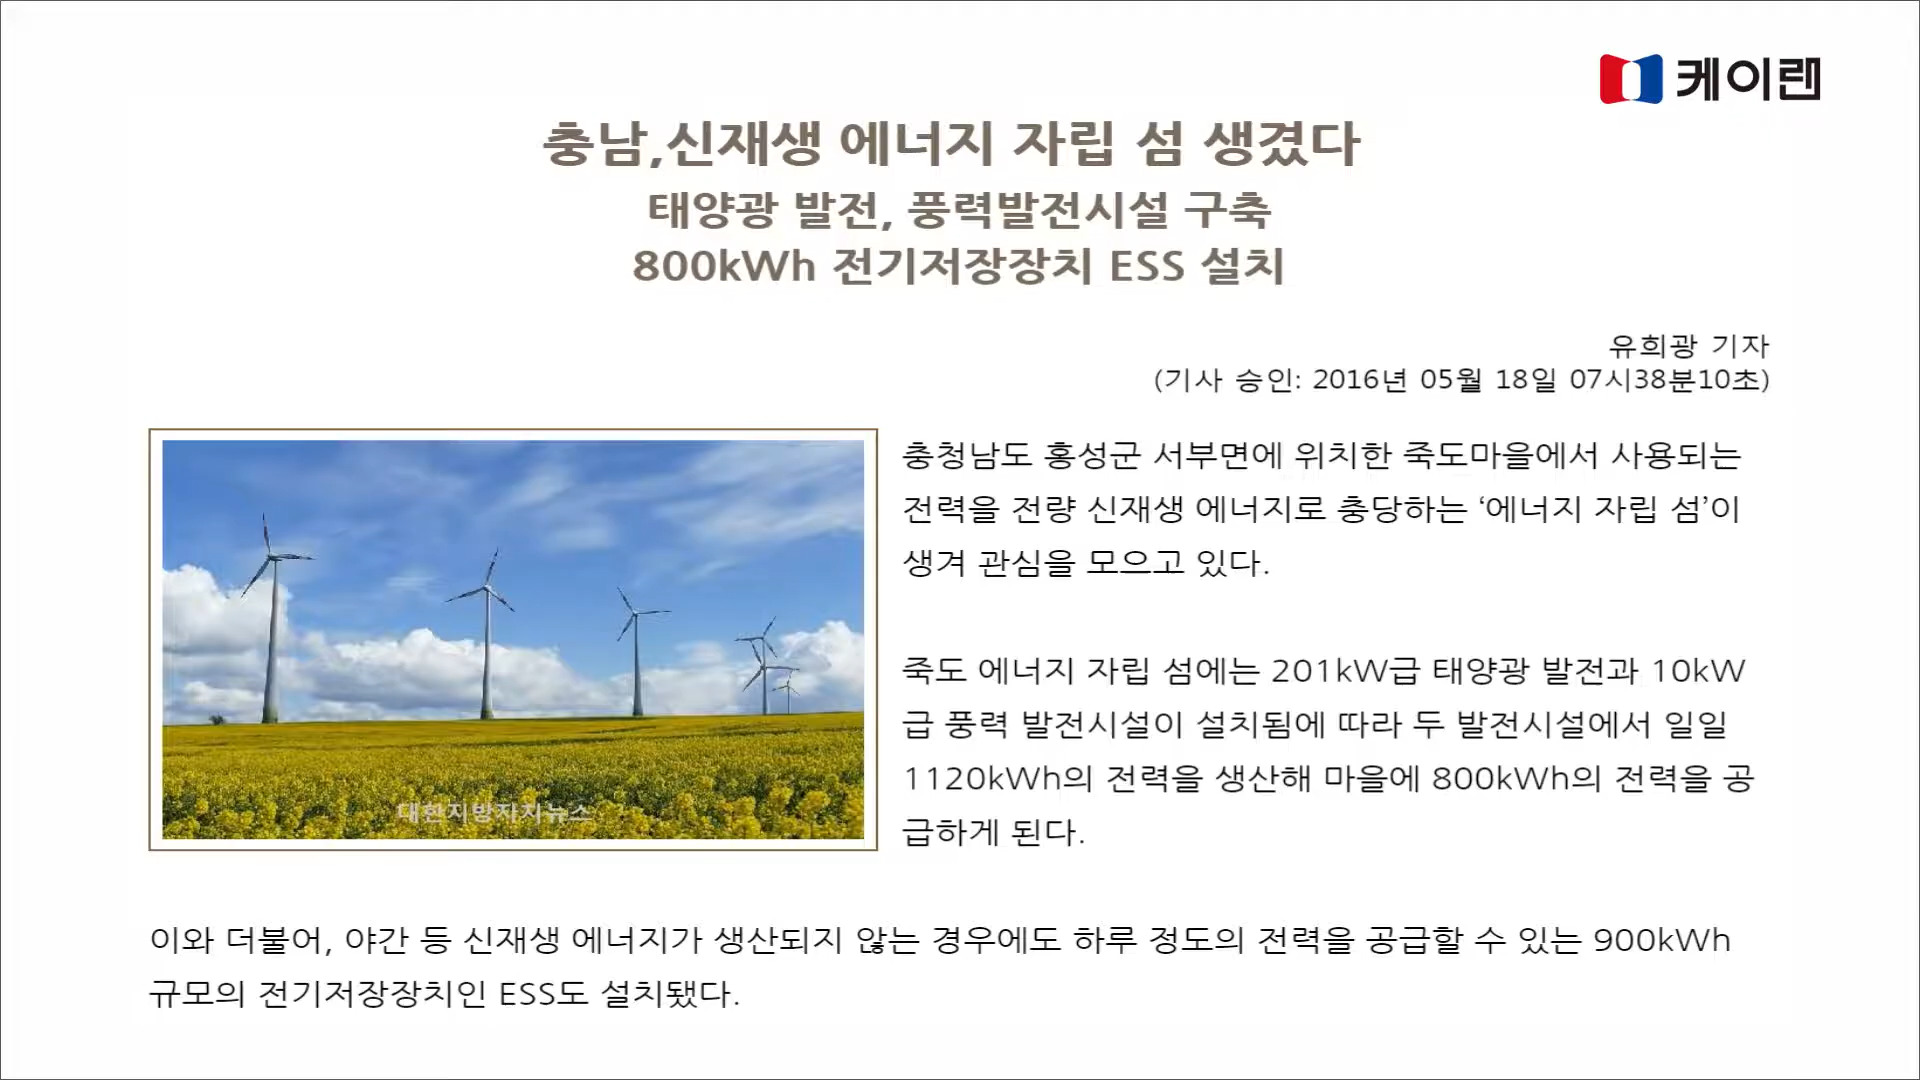 케이렌
충남,신재생 에너지 자립 섬 생겼다
태양광 발전, 풍력발전시설 구축
800kWh 전기저장장치 ESS 설치
유희광 기자
(기사 승인: 2016년 05월 18일 07시38분10초)
충청남도 홍성군 서부면에 위치한 죽도마을에서 사용되는
전력을 전량 신재생 에너지로 충당하는 ‘에너지 자립 섬’이
생겨 관심을 모으고 있다.
죽도 에너지 자립 섬에는 201kW급 태양광 발전과 10kW
급 풍력 발전시설이 설치됨에 따라 두 발전시설에서 일일
1120kWh의 전력을 생산해 마을에 800kWh의 전력을 공
급하게 된다.
대한지방자치뉴스
이와 더불어, 야간 등 신재생 에너지가 생산되지 않는 경우에도 하루 정도의 전력을 공급할 수 있는 900kWh
규모의 전기저장장치인 ESS도 설치됐다.